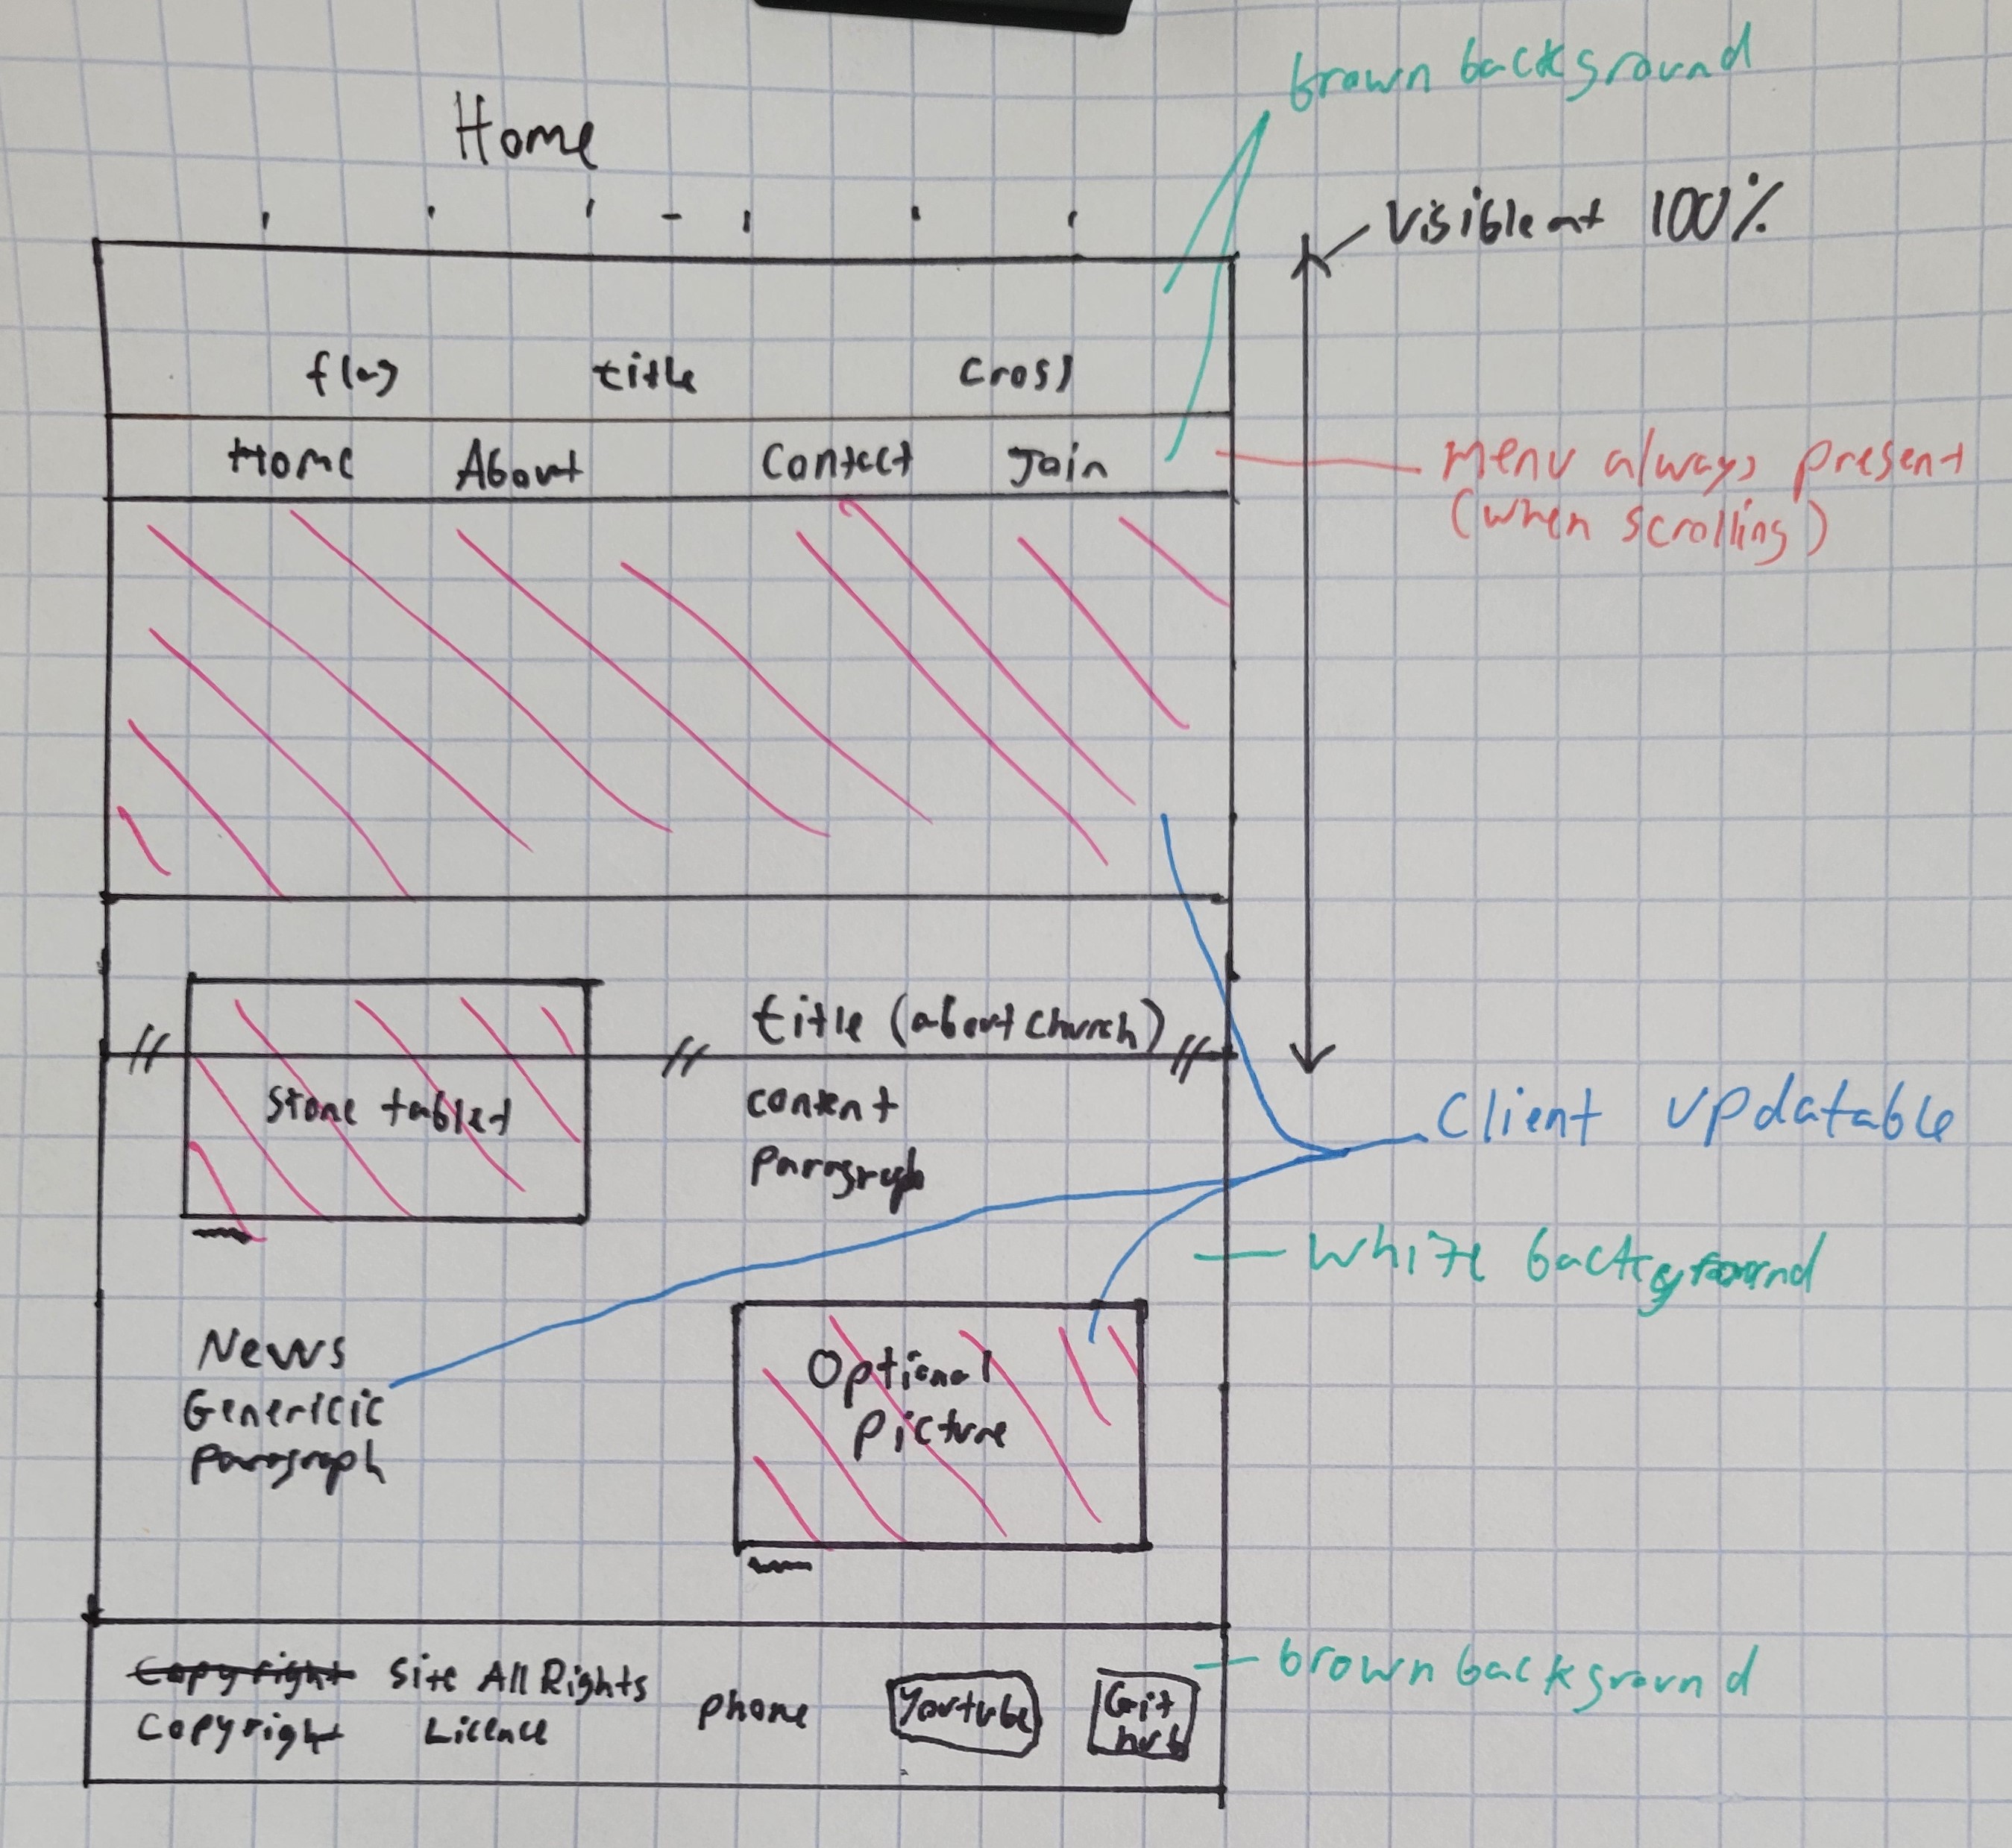 brown background
Home
Visible at 100%
flag title cross
Home About Contact Join
menu always present
(when scrolling)
title (about church)
stone tablet
content
paragraph
Client updatable
White background
News
Genericic
paragraph
Optional
picture
brown background
Copyright Site All Rights
Copyright Licence
phone
Youtube
Git
hub